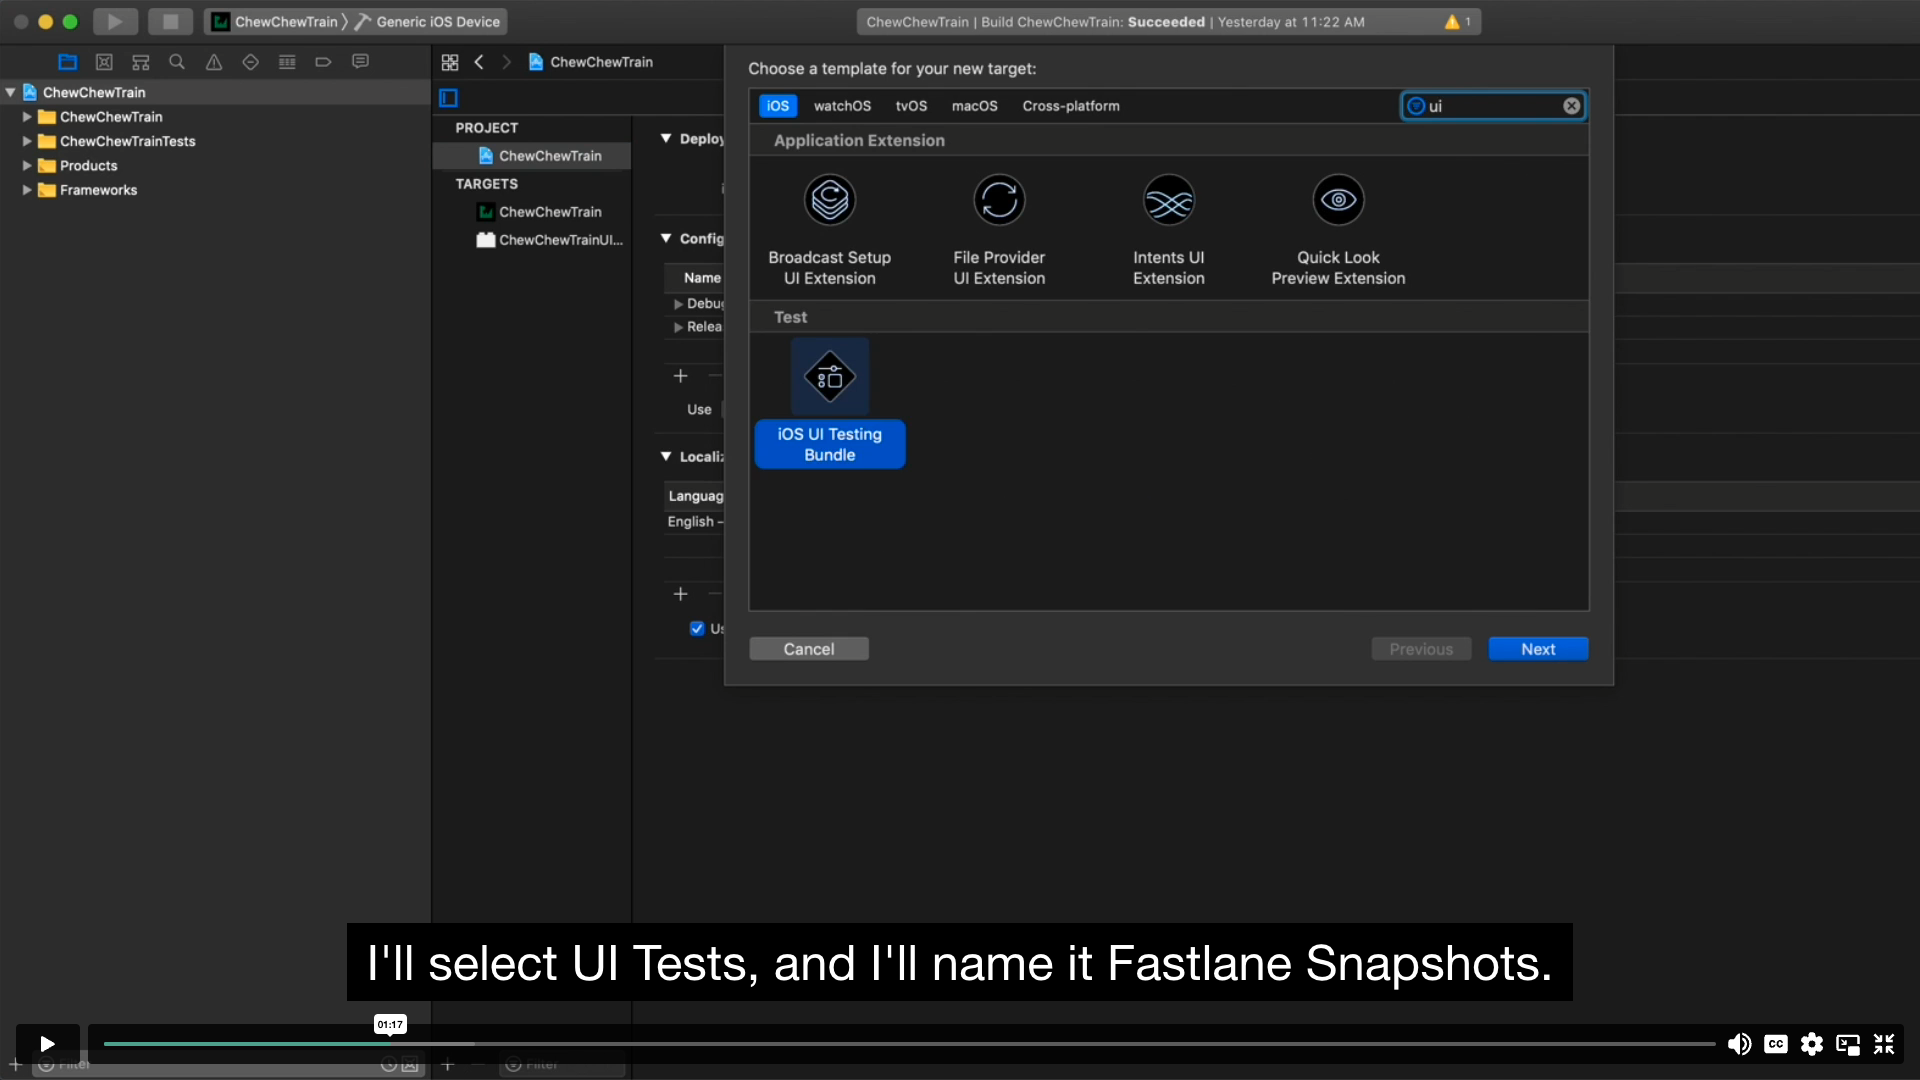 ChewChewTrain 〉 Generic iOS Device
ChewChewTrain | Build ChewChewTrain: Succeeded | Yesterday at 11:22 AM
1
ChewChewTrain
ChewChewTrain
ChewChewTrain
ChewChewTrainTests
Products
Frameworks
PROJECT
ChewChewTrain
TARGETS
ChewChewTrain
ChewChewTrainUI...
Deploy
Config
Name
Debug
Relea
Use
Localiz
Languag
English –
Us
Choose a template for your new target:
iOS watchOS tvOS macOS Cross-platform
ui
Application Extension
Broadcast Setup
UI Extension
File Provider
UI Extension
Intents UI
Extension
Quick Look
Preview Extension
Test
iOS UI Testing
Bundle
Cancel
Previous
Next
I'll select UI Tests, and I'll name it Fastlane Snapshots.
01:17
CC
Filter
Filter